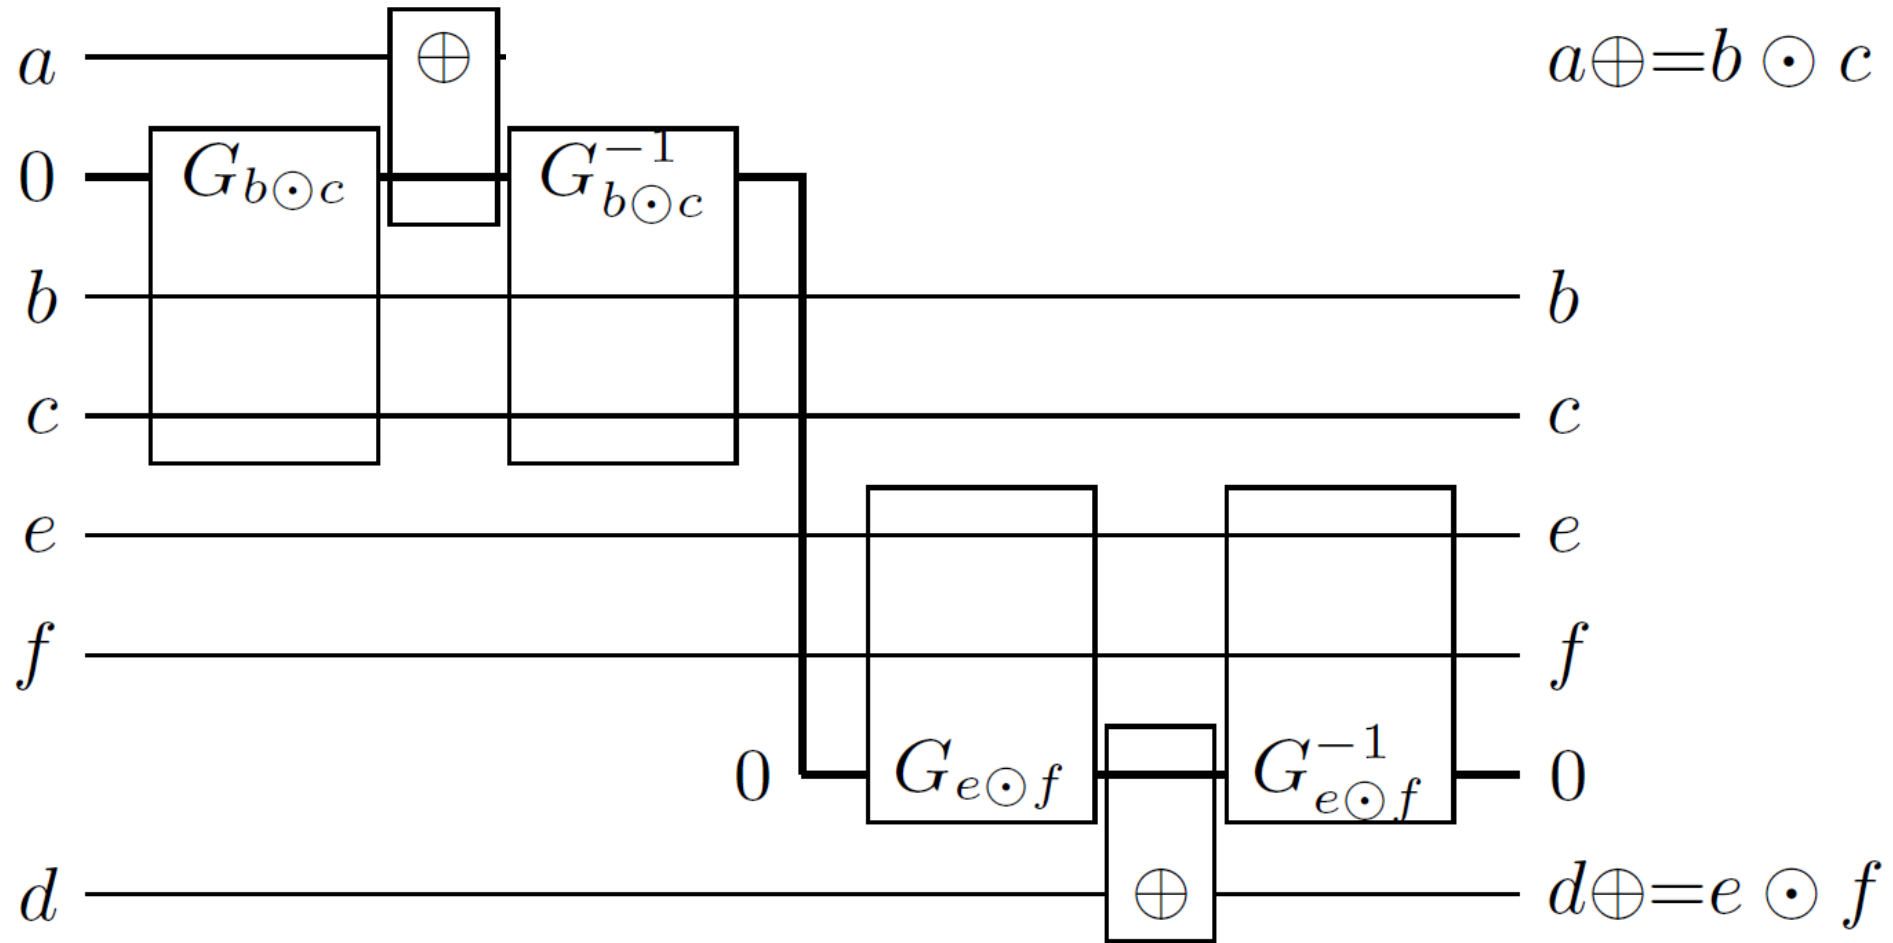 a ⊕ a⊕=b ⊙ c
0 G_{b⊙c} G^{-1}_{b⊙c}
b b
c c
e e
f f
0 G_{e⊙f} G^{-1}_{e⊙f} 0
d ⊕ d⊕=e ⊙ f